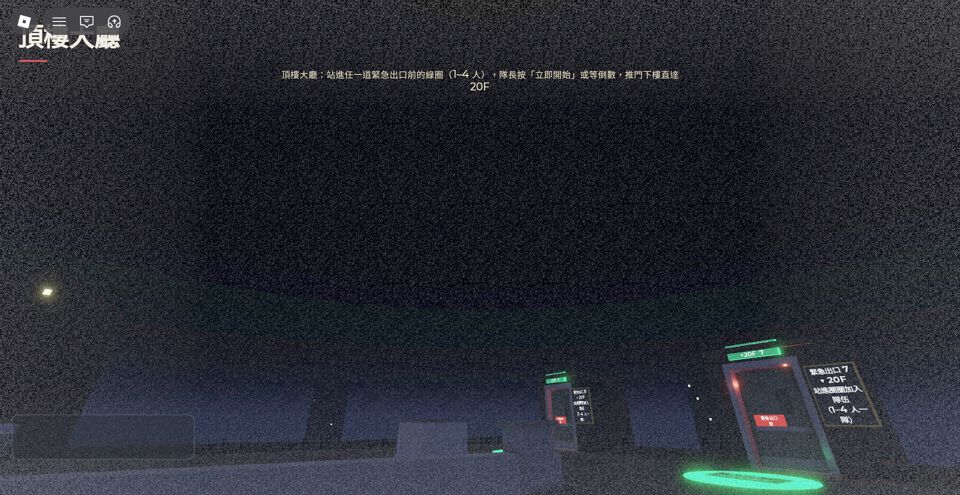 頂樓大廳
頂樓大廳：站進任一道緊急出口前的綠圈（1–4 人），隊長按「立即開始」或等倒數，推門下樓直達
20F
▾20F 7
緊急出口 7
▾ 20F
站進圈圈加入
隊伍
（1–4 人一
隊）